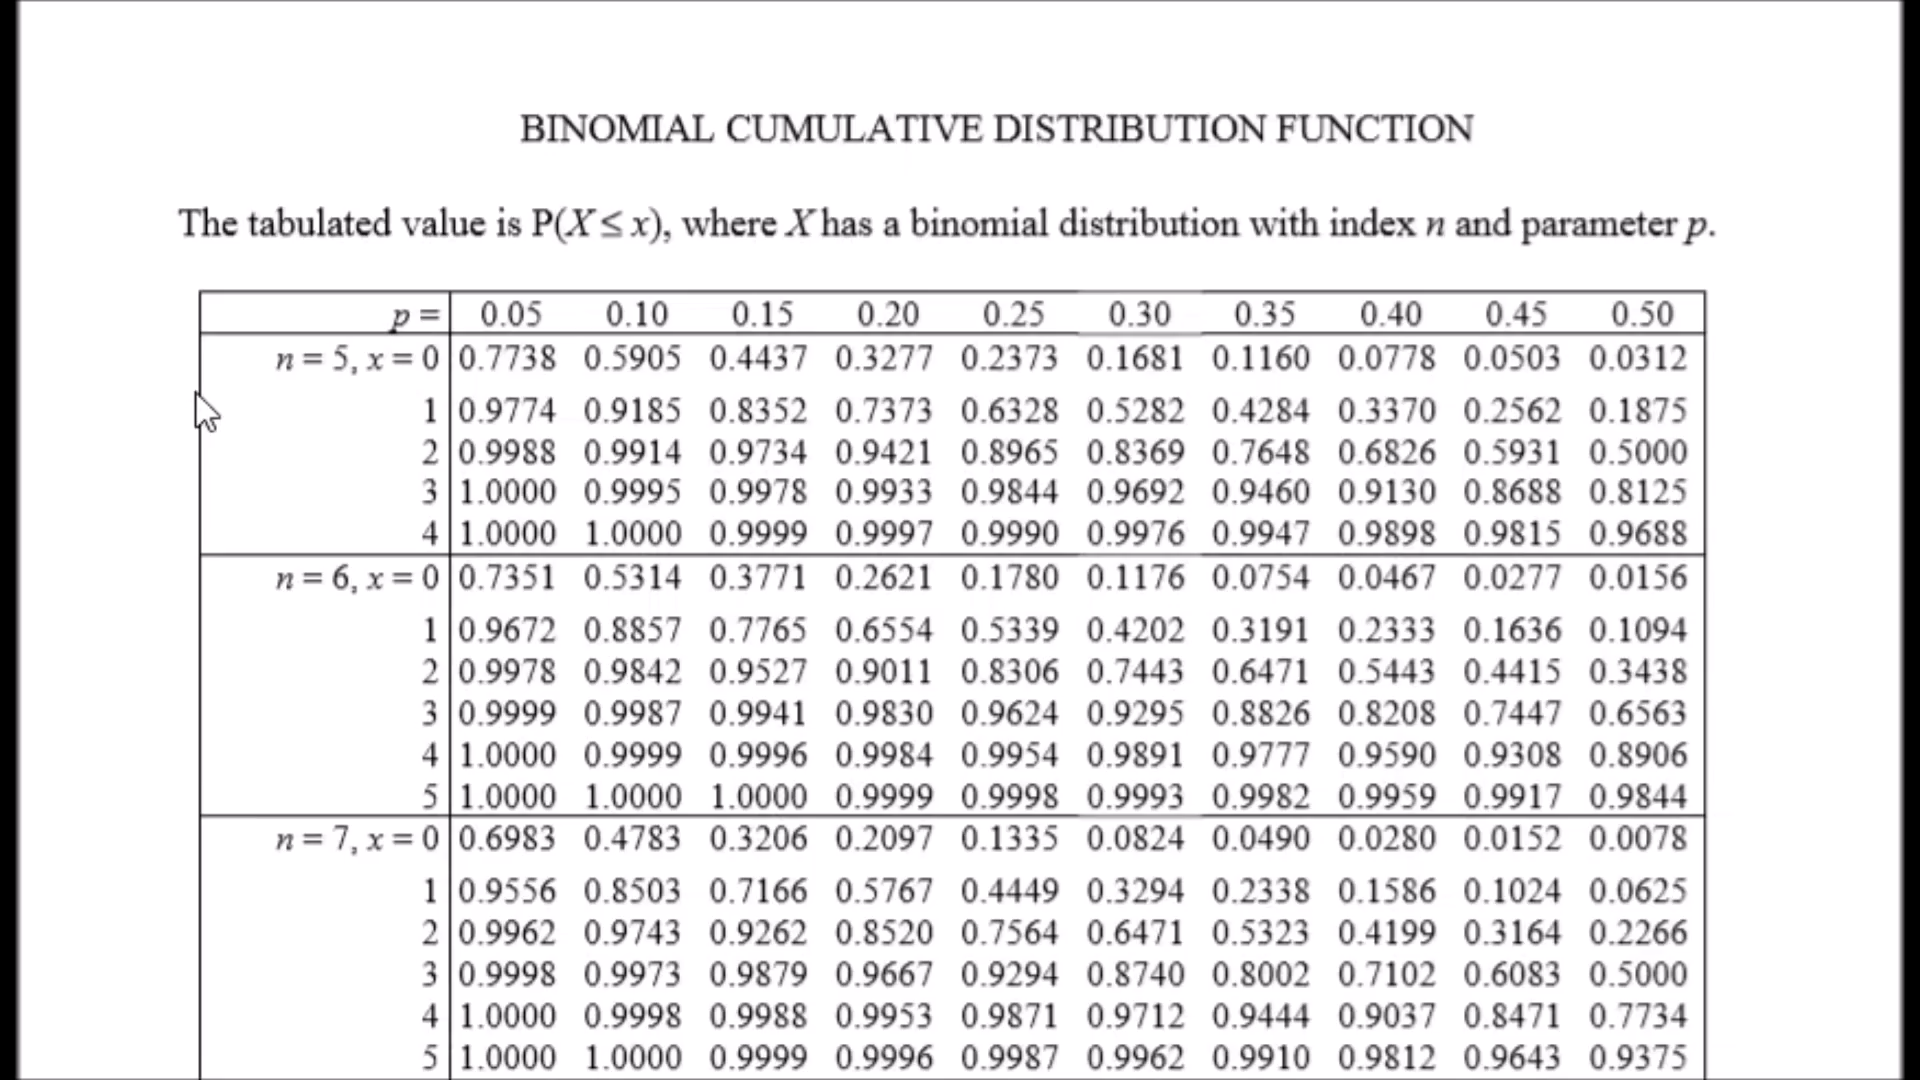 BINOMIAL CUMULATIVE DISTRIBUTION FUNCTION
The tabulated value is P(X ≤ x), where X has a binomial distribution with index n and parameter p.
p = 0.05 0.10 0.15 0.20 0.25 0.30 0.35 0.40 0.45 0.50
n = 5, x = 0 0.7738 0.5905 0.4437 0.3277 0.2373 0.1681 0.1160 0.0778 0.0503 0.0312
1 0.9774 0.9185 0.8352 0.7373 0.6328 0.5282 0.4284 0.3370 0.2562 0.1875
2 0.9988 0.9914 0.9734 0.9421 0.8965 0.8369 0.7648 0.6826 0.5931 0.5000
3 1.0000 0.9995 0.9978 0.9933 0.9844 0.9692 0.9460 0.9130 0.8688 0.8125
4 1.0000 1.0000 0.9999 0.9997 0.9990 0.9976 0.9947 0.9898 0.9815 0.9688
n = 6, x = 0 0.7351 0.5314 0.3771 0.2621 0.1780 0.1176 0.0754 0.0467 0.0277 0.0156
1 0.9672 0.8857 0.7765 0.6554 0.5339 0.4202 0.3191 0.2333 0.1636 0.1094
2 0.9978 0.9842 0.9527 0.9011 0.8306 0.7443 0.6471 0.5443 0.4415 0.3438
3 0.9999 0.9987 0.9941 0.9830 0.9624 0.9295 0.8826 0.8208 0.7447 0.6563
4 1.0000 0.9999 0.9996 0.9984 0.9954 0.9891 0.9777 0.9590 0.9308 0.8906
5 1.0000 1.0000 1.0000 0.9999 0.9998 0.9993 0.9982 0.9959 0.9917 0.9844
n = 7, x = 0 0.6983 0.4783 0.3206 0.2097 0.1335 0.0824 0.0490 0.0280 0.0152 0.0078
1 0.9556 0.8503 0.7166 0.5767 0.4449 0.3294 0.2338 0.1586 0.1024 0.0625
2 0.9962 0.9743 0.9262 0.8520 0.7564 0.6471 0.5323 0.4199 0.3164 0.2266
3 0.9998 0.9973 0.9879 0.9667 0.9294 0.8740 0.8002 0.7102 0.6083 0.5000
4 1.0000 0.9998 0.9988 0.9953 0.9871 0.9712 0.9444 0.9037 0.8471 0.7734
5 1.0000 1.0000 0.9999 0.9996 0.9987 0.9962 0.9910 0.9812 0.9643 0.9375